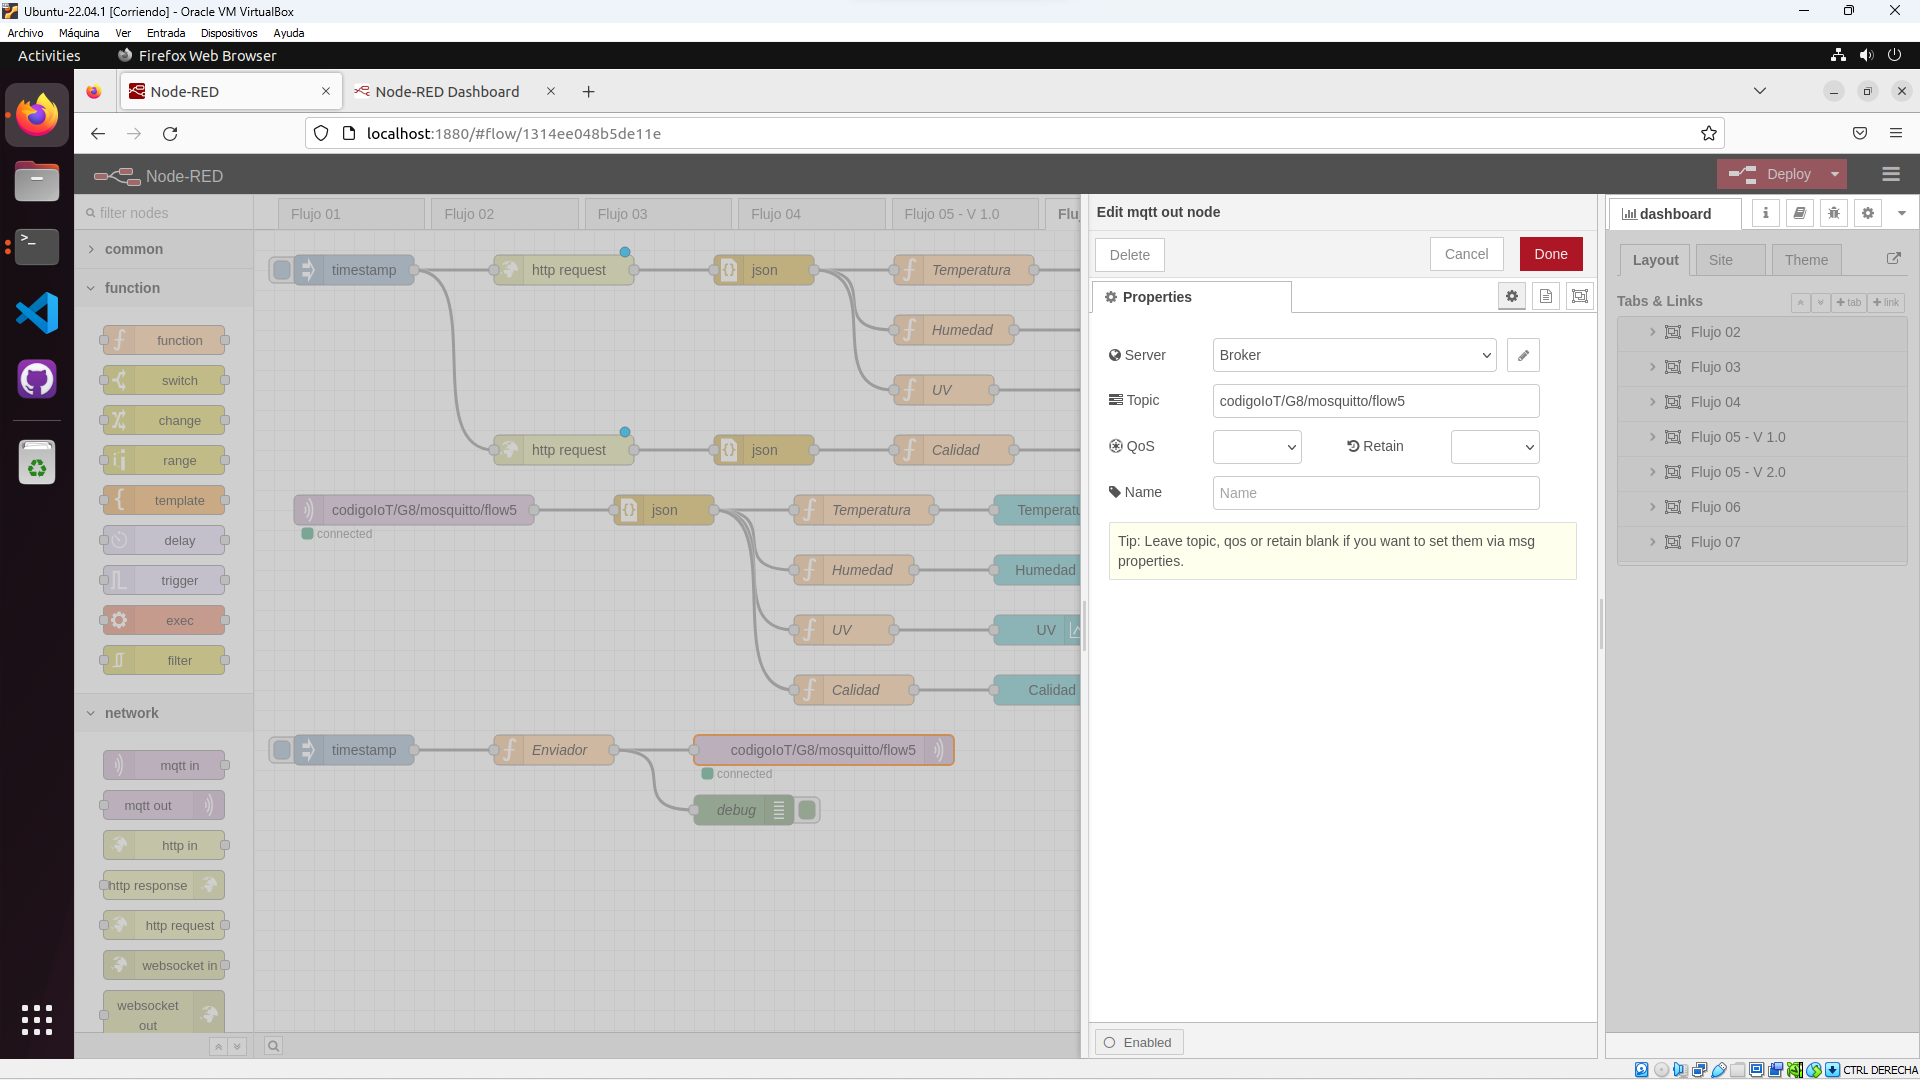 Ubuntu-22.04.1 [Corriendo] - Oracle VM VirtualBox
Archivo Máquina Ver Entrada Dispositivos Ayuda
Activities Firefox Web Browser
Node-RED Node-RED Dashboard
localhost:1880/#flow/1314ee048b5de11e
Node-RED Deploy
filter nodes
common
function
function
switch
change
range
template
delay
trigger
exec
filter
network
mqtt in
mqtt out
http in
http response
http request
websocket in
websocket out
Flujo 01 Flujo 02 Flujo 03 Flujo 04 Flujo 05 - V 1.0 Fluj
timestamp http request json Temperatura
Humedad
UV
http request json Calidad
codigoIoT/G8/mosquitto/flow5 json Temperatura Temperatu
connected
Humedad Humedad
UV UV
Calidad Calidad
timestamp Enviador codigoIoT/G8/mosquitto/flow5
connected
debug
Edit mqtt out node
Delete Cancel Done
Properties
Server Broker
Topic codigoIoT/G8/mosquitto/flow5
QoS Retain
Name Name
Tip: Leave topic, qos or retain blank if you want to set them via msg
properties.
Enabled
dashboard
Layout Site Theme
Tabs & Links + tab + link
Flujo 02
Flujo 03
Flujo 04
Flujo 05 - V 1.0
Flujo 05 - V 2.0
Flujo 06
Flujo 07
CTRL DERECHA